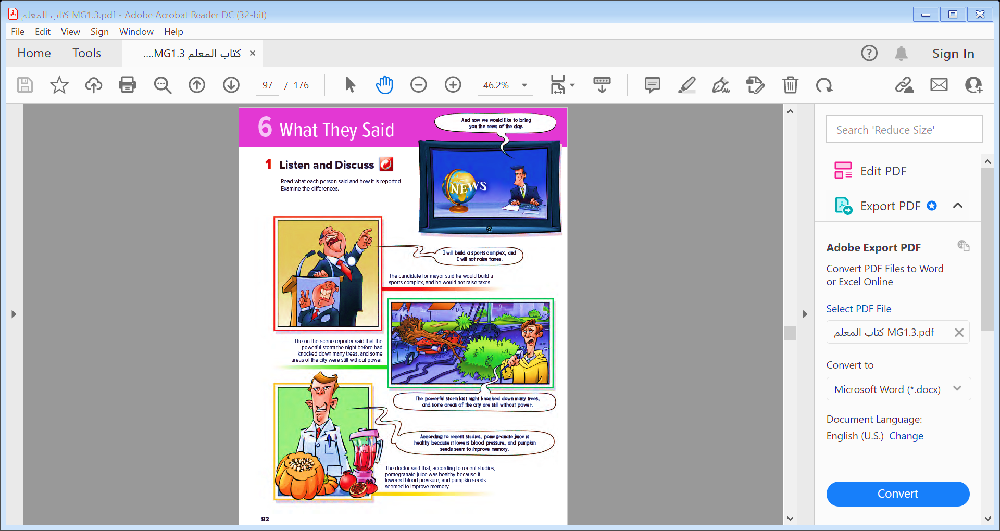 كتاب المعلم MG1.3.pdf - Adobe Acrobat Reader DC (32-bit)
File Edit View Sign Window Help
Home Tools كتاب المعلم MG1.3.... × Sign In
97 / 176 46.2%
6 What They Said
And now we would like to bring
you the news of the day.
1 Listen and Discuss
Read what each person said and how it is reported.
Examine the differences.
NEWS
I will build a sports complex, and
I will not raise taxes.
The candidate for mayor said he would build a
sports complex, and he would not raise taxes.
The on-the-scene reporter said that the
powerful storm the night before had
knocked down many trees, and some
areas of the city were still without power.
The powerful storm last night knocked down many trees,
and some areas of the city are still without power.
According to recent studies, pomegranate juice is
healthy because it lowers blood pressure, and pumpkin
seeds seem to improve memory.
The doctor said that, according to recent studies,
pomegranate juice was healthy because it
lowered blood pressure, and pumpkin seeds
seemed to improve memory.
82
Search 'Reduce Size'
Edit PDF
Export PDF
Adobe Export PDF
Convert PDF Files to Word
or Excel Online
Select PDF File
كتاب المعلم MG1.3.pdf
Convert to
Microsoft Word (*.docx)
Document Language:
English (U.S.) Change
Convert